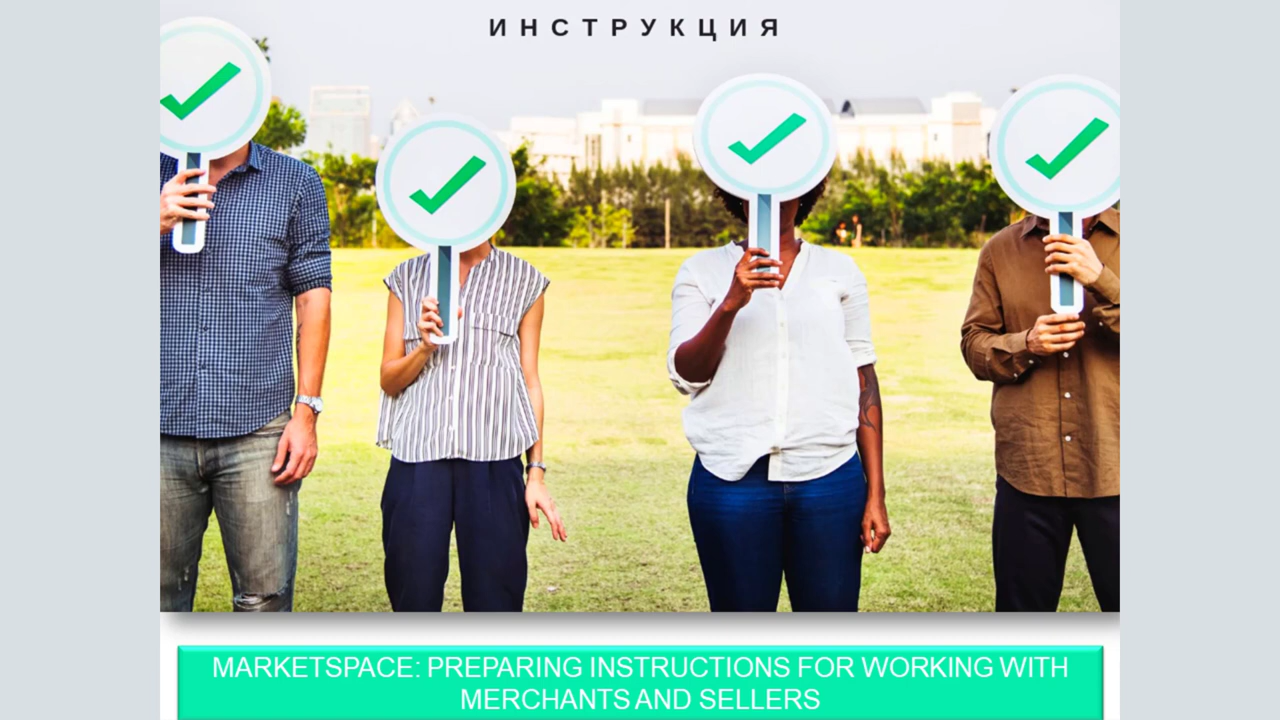 ИНСТРУКЦИЯ
MARKETSPACE: PREPARING INSTRUCTIONS FOR WORKING WITH
MERCHANTS AND SELLERS